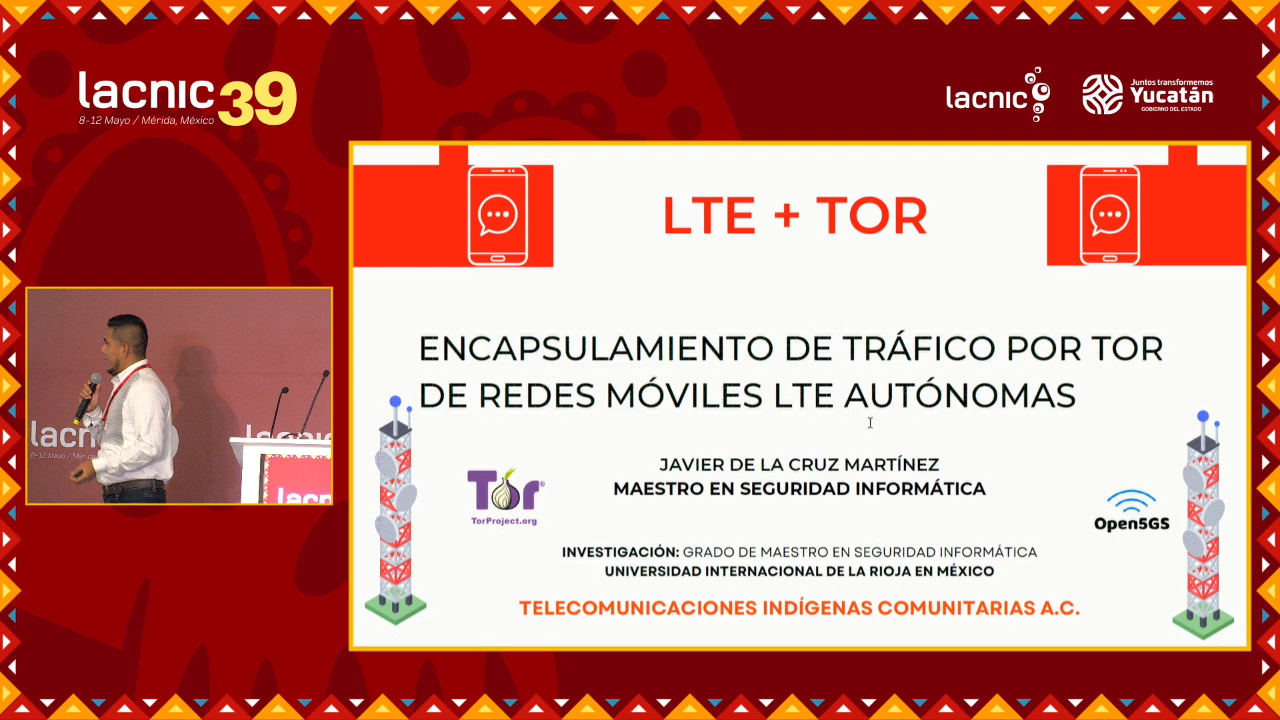 lacnic 39
8-12 Mayo / Mérida, México
lacnic
Juntos transformemos
Yucatán
GOBIERNO DEL ESTADO
LTE + TOR
ENCAPSULAMIENTO DE TRÁFICO POR TOR
DE REDES MÓVILES LTE AUTÓNOMAS
JAVIER DE LA CRUZ MARTÍNEZ
MAESTRO EN SEGURIDAD INFORMÁTICA
Tor
TorProject.org
Open5GS
INVESTIGACIÓN: GRADO DE MAESTRO EN SEGURIDAD INFORMÁTICA
UNIVERSIDAD INTERNACIONAL DE LA RIOJA EN MÉXICO
TELECOMUNICACIONES INDÍGENAS COMUNITARIAS A.C.